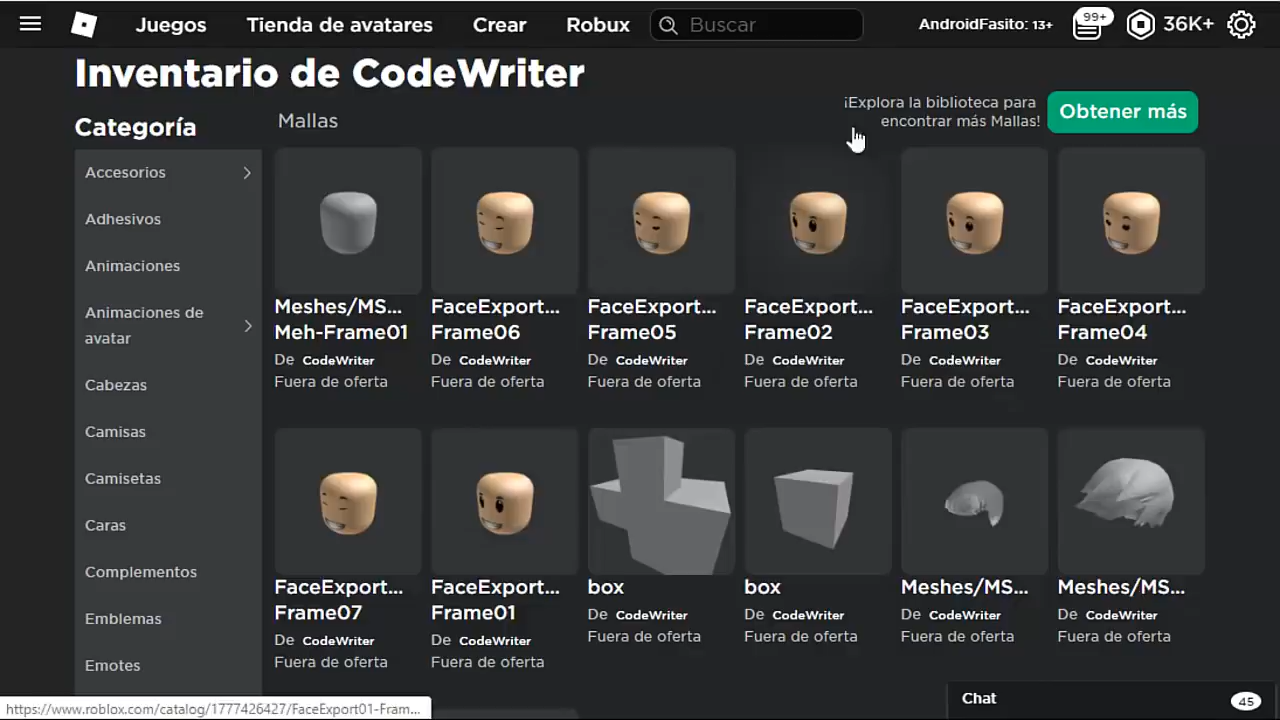 Juegos
Tienda de avatares
Crear
Robux
Buscar
AndroidFasito: 13+
99+
36K+
Inventario de CodeWriter
Categoría
Accesorios
Adhesivos
Animaciones
Animaciones de
avatar
Cabezas
Camisas
Camisetas
Caras
Complementos
Emblemas
Emotes
Mallas
¡Explora la biblioteca para
encontrar más Mallas!
Obtener más
Meshes/MS...
Meh-Frame01
De CodeWriter
Fuera de oferta
FaceExport...
Frame06
De CodeWriter
Fuera de oferta
FaceExport...
Frame05
De CodeWriter
Fuera de oferta
FaceExport...
Frame02
De CodeWriter
Fuera de oferta
FaceExport...
Frame03
De CodeWriter
Fuera de oferta
FaceExport...
Frame04
De CodeWriter
Fuera de oferta
FaceExport...
Frame07
De CodeWriter
Fuera de oferta
FaceExport...
Frame01
De CodeWriter
Fuera de oferta
box
De CodeWriter
Fuera de oferta
box
De CodeWriter
Fuera de oferta
Meshes/MS...
De CodeWriter
Fuera de oferta
Meshes/MS...
De CodeWriter
Fuera de oferta
https://www.roblox.com/catalog/1777426427/FaceExport01-Fram...
Chat
45